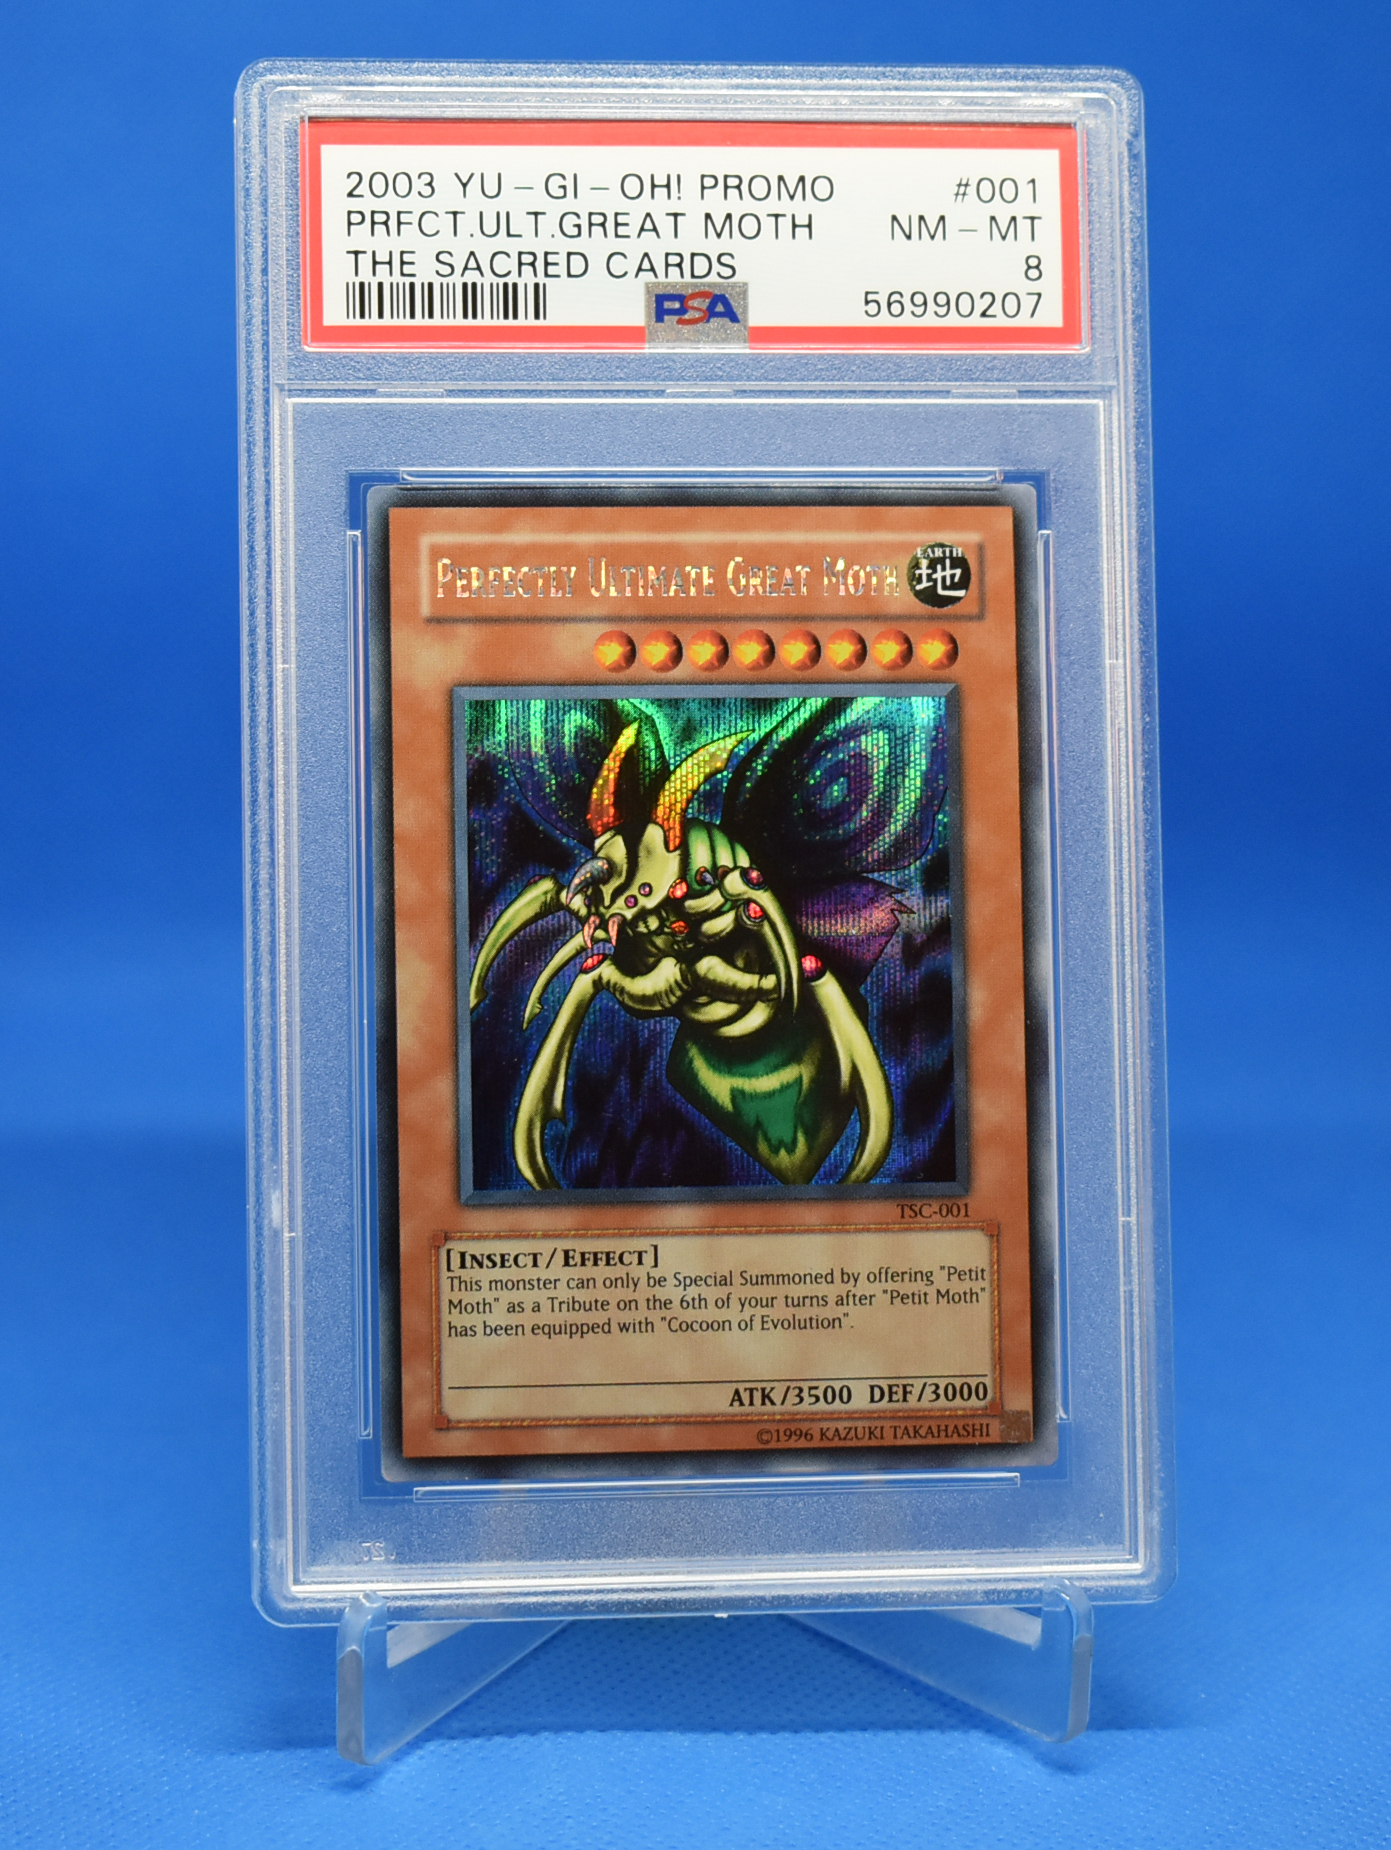 2003 YU-GI-OH! PROMO #001
PRFCT.ULT.GREAT MOTH NM-MT
THE SACRED CARDS 8
PSA 56990207
PERFECTLY ULTIMATE GREAT MOTH
EARTH
地
TSC-001
[INSECT/EFFECT]
This monster can only be Special Summoned by offering "Petit
Moth" as a Tribute on the 6th of your turns after "Petit Moth"
has been equipped with "Cocoon of Evolution".
ATK/3500 DEF/3000
©1996 KAZUKI TAKAHASHI